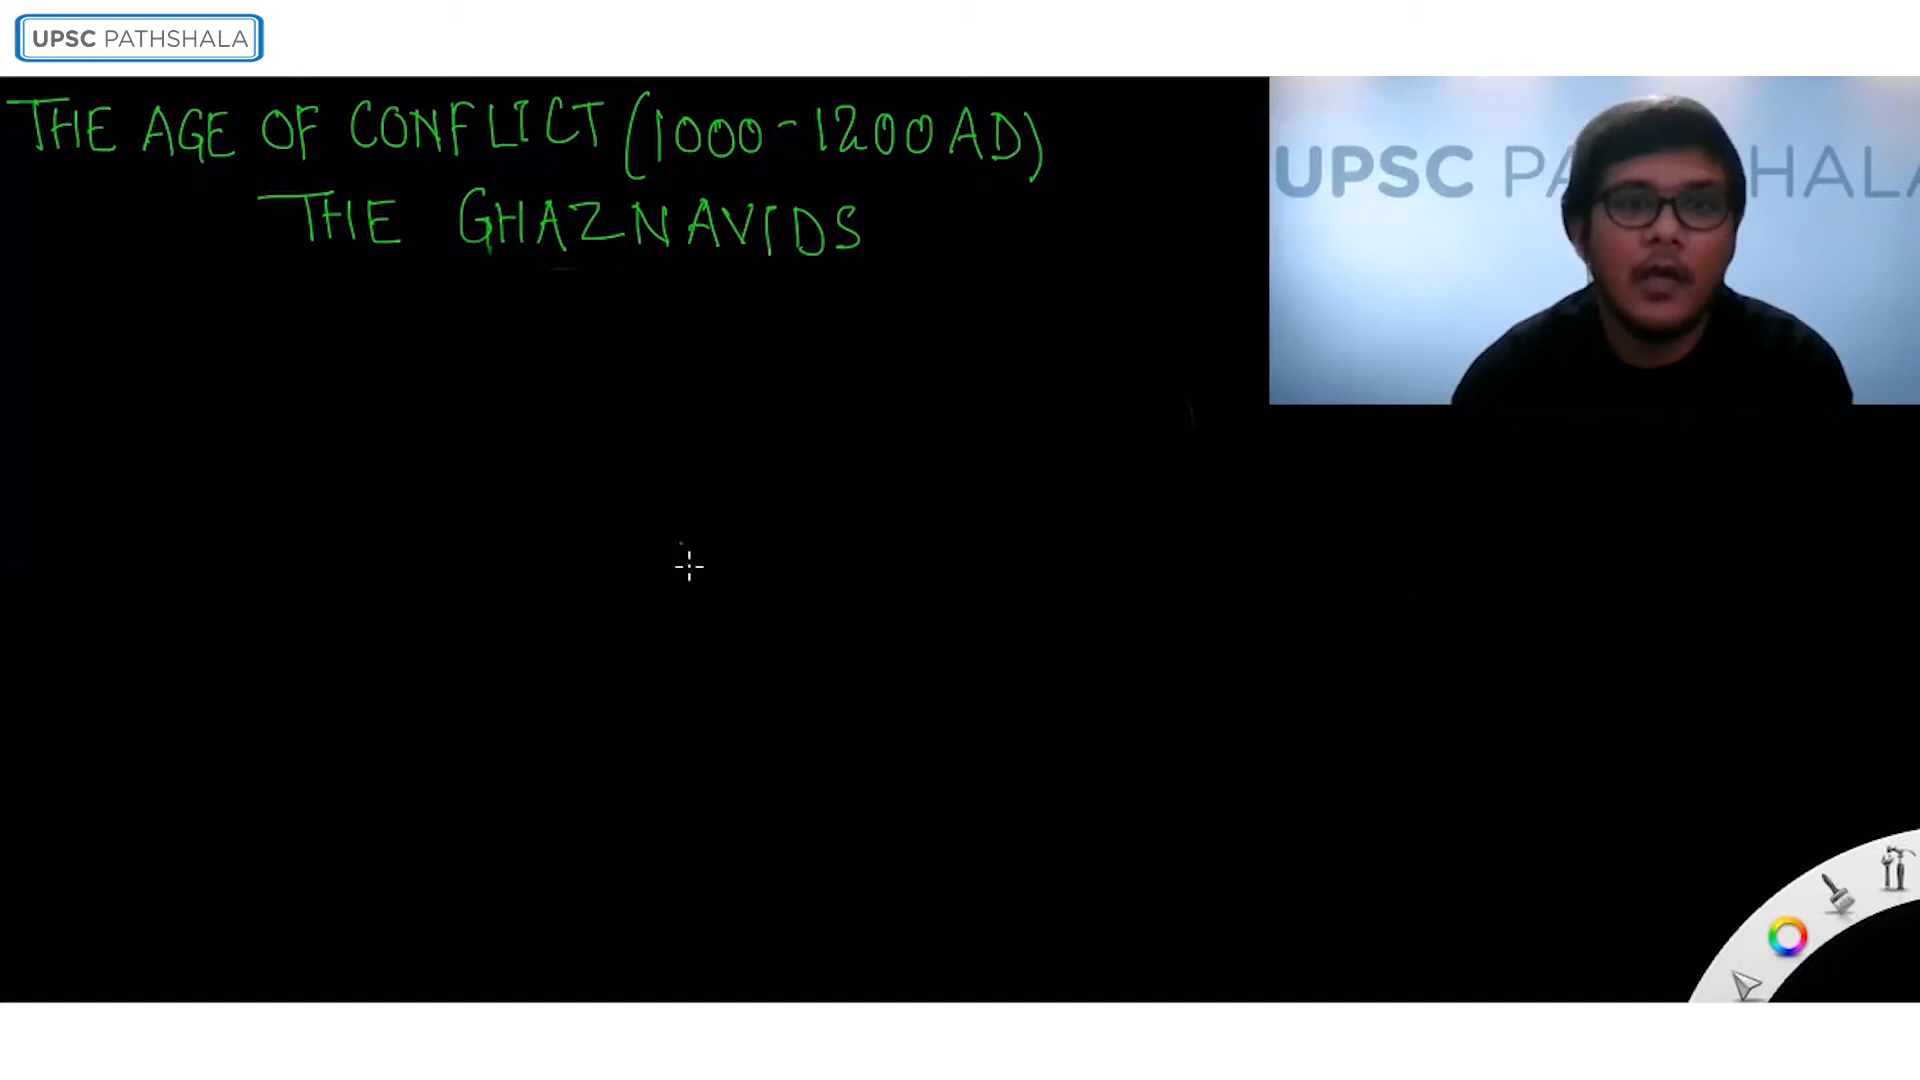 UPSC PATHSHALA
THE AGE OF CONFLICT (1000-1200 AD)
THE GHAZNAVIDS
UPSC PA HALA